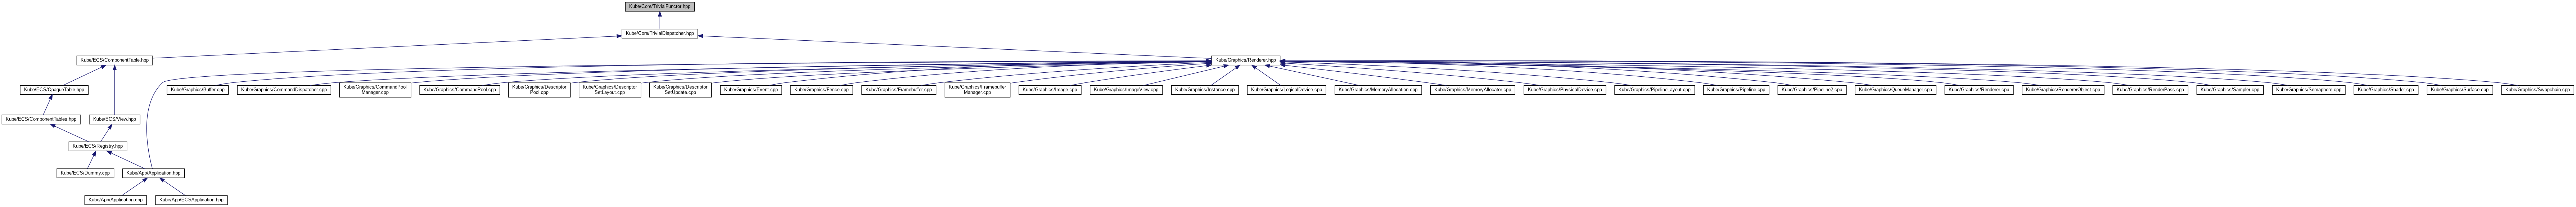 Kube/Core/TrivialFunctor.hpp
Kube/Core/TrivialDispatcher.hpp
Kube/ECS/ComponentTable.hpp
Kube/Graphics/Renderer.hpp
Kube/ECS/OpaqueTable.hpp
Kube/Graphics/Buffer.cpp
Kube/Graphics/CommandDispatcher.cpp
Kube/Graphics/CommandPool
Manager.cpp
Kube/Graphics/CommandPool.cpp
Kube/Graphics/Descriptor
Pool.cpp
Kube/Graphics/Descriptor
SetLayout.cpp
Kube/Graphics/Descriptor
SetUpdate.cpp
Kube/Graphics/Event.cpp
Kube/Graphics/Fence.cpp
Kube/Graphics/Framebuffer.cpp
Kube/Graphics/Framebuffer
Manager.cpp
Kube/Graphics/Image.cpp
Kube/Graphics/ImageView.cpp
Kube/Graphics/Instance.cpp
Kube/Graphics/LogicalDevice.cpp
Kube/Graphics/MemoryAllocation.cpp
Kube/Graphics/MemoryAllocator.cpp
Kube/Graphics/PhysicalDevice.cpp
Kube/Graphics/PipelineLayout.cpp
Kube/Graphics/Pipeline.cpp
Kube/Graphics/Pipeline2.cpp
Kube/Graphics/QueueManager.cpp
Kube/Graphics/Renderer.cpp
Kube/Graphics/RendererObject.cpp
Kube/Graphics/RenderPass.cpp
Kube/Graphics/Sampler.cpp
Kube/Graphics/Semaphore.cpp
Kube/Graphics/Shader.cpp
Kube/Graphics/Surface.cpp
Kube/Graphics/Swapchain.cpp
Kube/ECS/ComponentTables.hpp
Kube/ECS/View.hpp
Kube/ECS/Registry.hpp
Kube/ECS/Dummy.cpp
Kube/App/Application.hpp
Kube/App/Application.cpp
Kube/App/ECSApplication.hpp